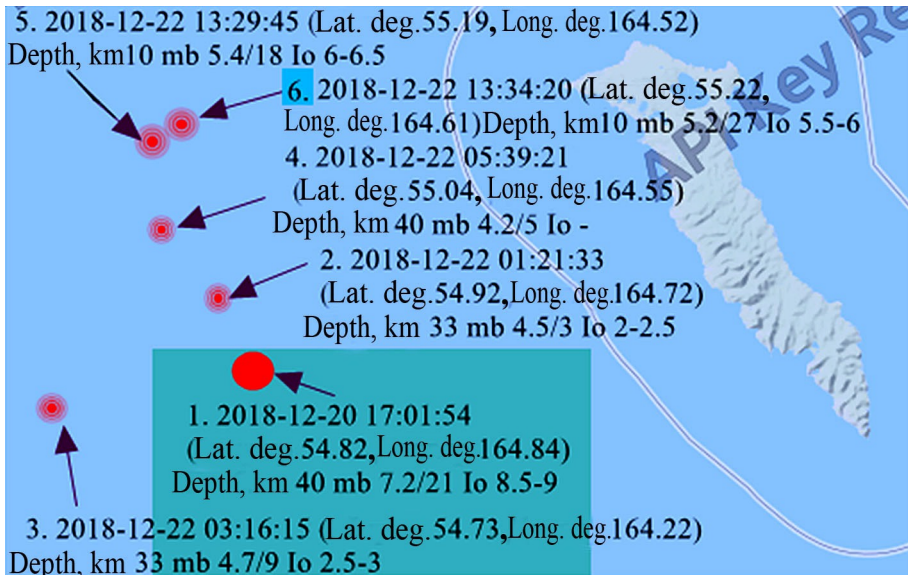 5. 2018-12-22 13:29:45 (Lat. deg.55.19, Long. deg.164.52)
Depth, km10 mb 5.4/18 Io 6-6.5
6. 2018-12-22 13:34:20 (Lat. deg.55.22,
Long. deg.164.61)Depth, km10 mb 5.2/27 Io 5.5-6
4. 2018-12-22 05:39:21
(Lat. deg.55.04, Long. deg.164.55)
Depth, km 40 mb 4.2/5 Io -
2. 2018-12-22 01:21:33
(Lat. deg.54.92,Long. deg.164.72)
Depth, km 33 mb 4.5/3 Io 2-2.5
1. 2018-12-20 17:01:54
(Lat. deg.54.82,Long. deg.164.84)
Depth, km 40 mb 7.2/21 Io 8.5-9
3. 2018-12-22 03:16:15 (Lat. deg.54.73,Long. deg.164.22)
Depth, km 33 mb 4.7/9 Io 2.5-3
API Key Re